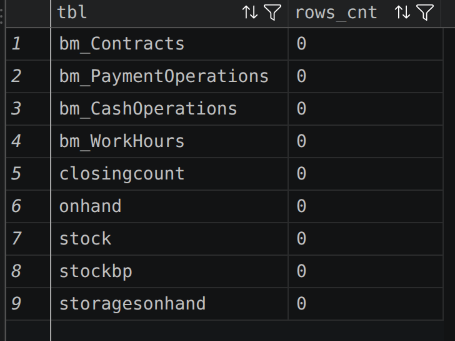 tbl rows_cnt
1 bm_Contracts 0
2 bm_PaymentOperations 0
3 bm_CashOperations 0
4 bm_WorkHours 0
5 closingcount 0
6 onhand 0
7 stock 0
8 stockbp 0
9 storagesonhand 0